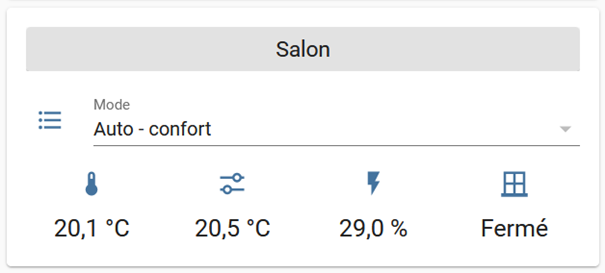 Salon
Mode
Auto - confort
20,1 °C 20,5 °C 29,0 % Fermé